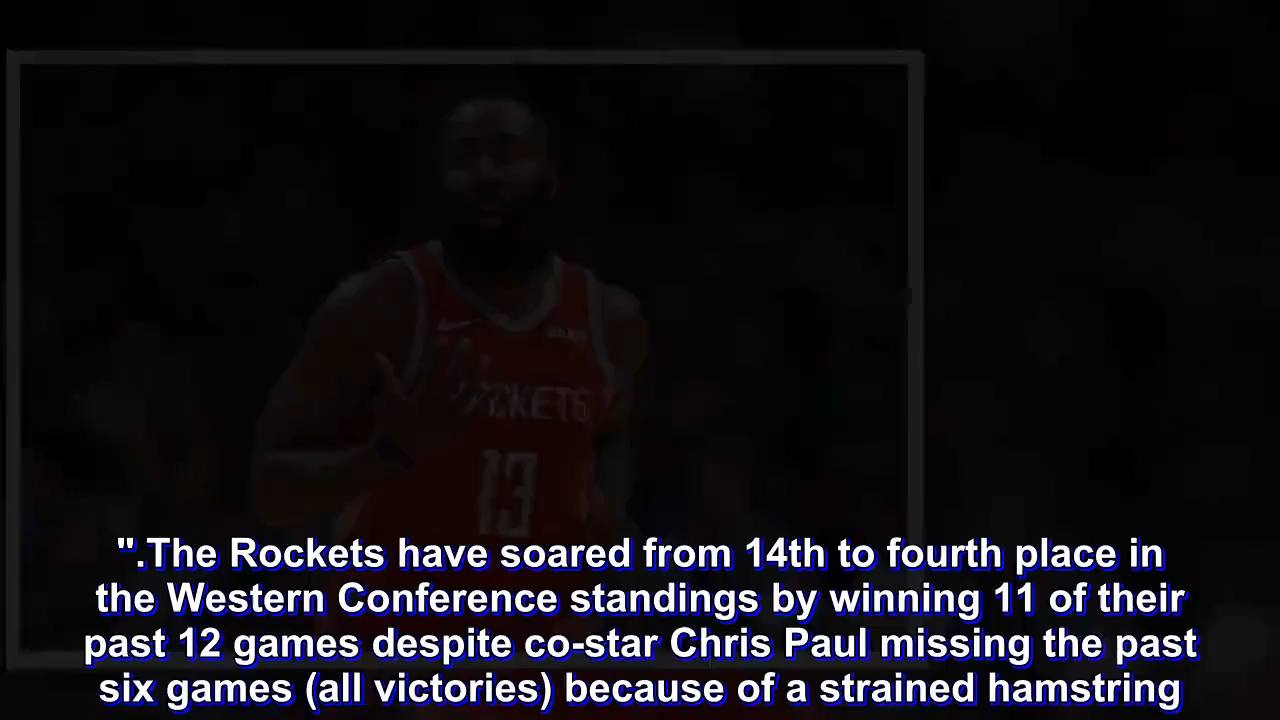 ROCKETS
13
".The Rockets have soared from 14th to fourth place in
the Western Conference standings by winning 11 of their
past 12 games despite co-star Chris Paul missing the past
six games (all victories) because of a strained hamstring